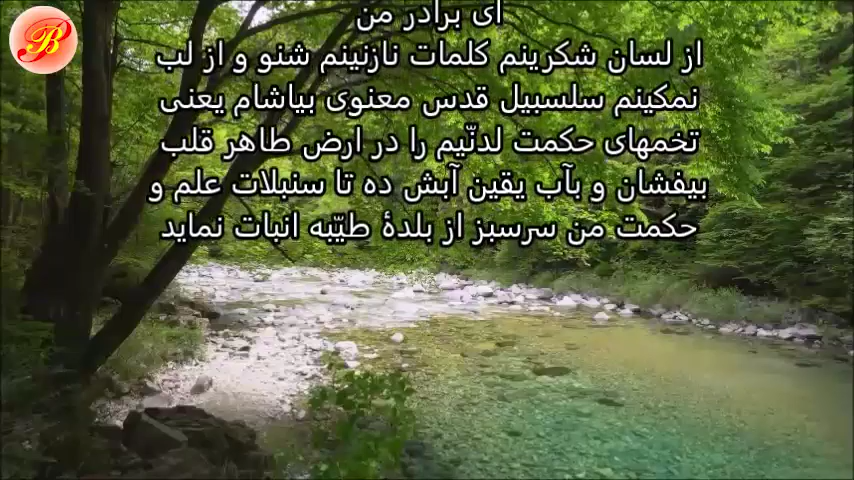 ای برادر من
از لسان شکرینم کلمات نازنینم شنو و از لب
نمکینم سلسبیل قدس معنوی بیاشام یعنی
تخمهای حکمت لدنّیم را در ارض طاهر قلب
بیفشان و بآب یقین آبش ده تا سنبلات علم و
حکمت من سرسبز از بلدهٔ طیّبه انبات نماید
B